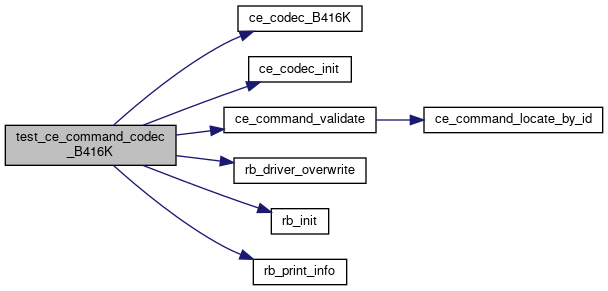 ce_codec_B416K
ce_codec_init
test_ce_command_codec
_B416K
ce_command_validate
ce_command_locate_by_id
rb_driver_overwrite
rb_init
rb_print_info